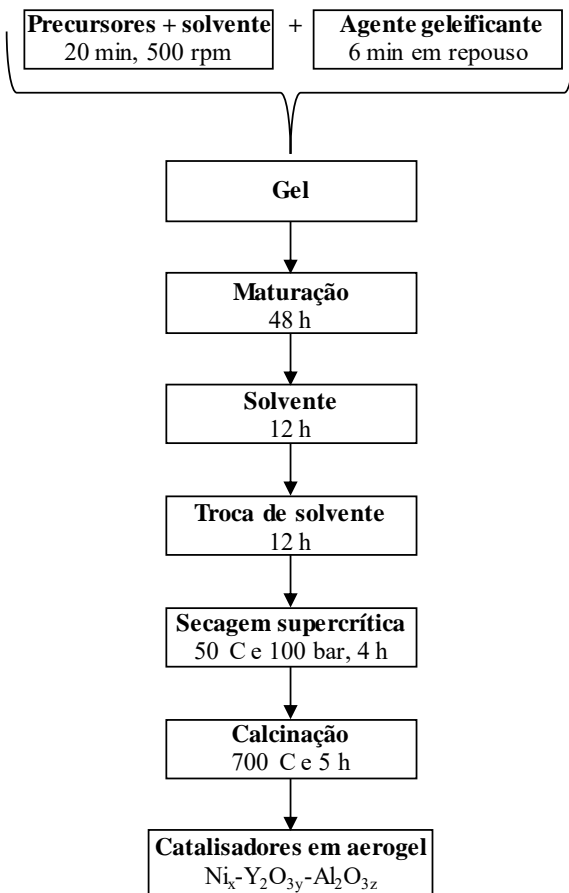 Precursores + solvente + Agente geleificante
20 min, 500 rpm 6 min em repouso
Gel
Maturação
48 h
Solvente
12 h
Troca de solvente
12 h
Secagem supercrítica
50 C e 100 bar, 4 h
Calcinação
700 C e 5 h
Catalisadores em aerogel
Niₓ-Y₂O₃y-Al₂O₃z